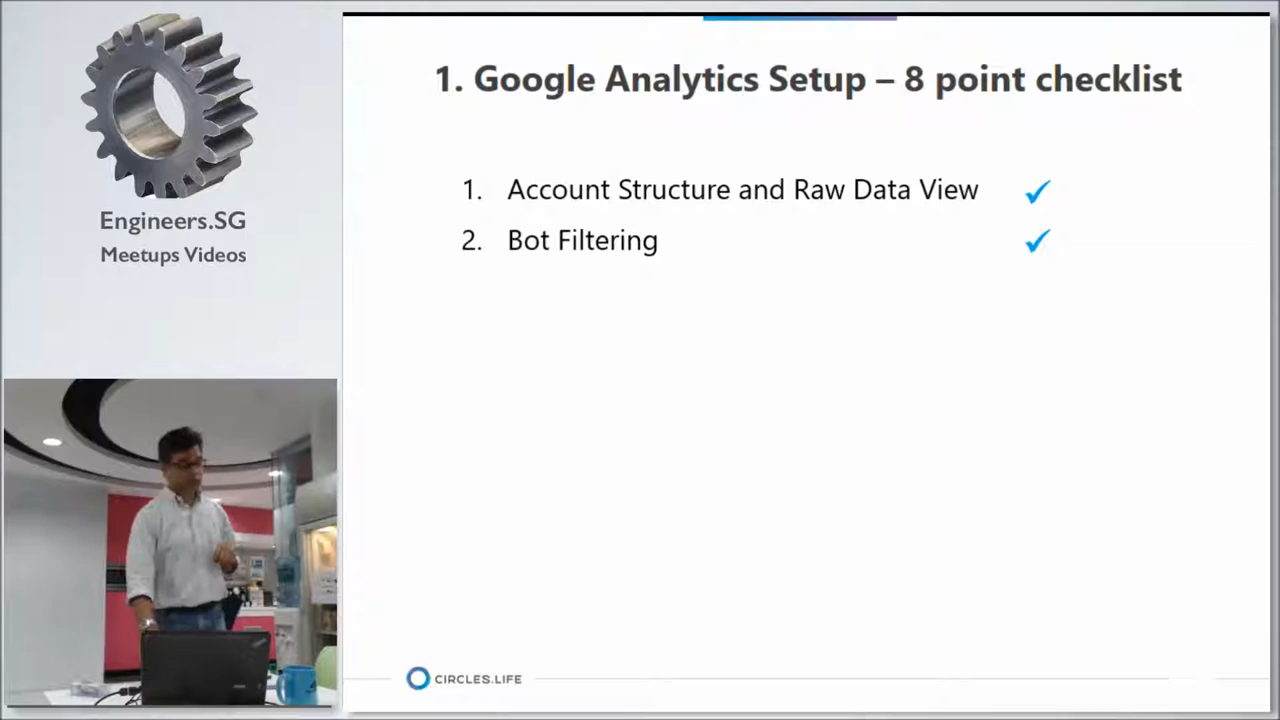 Engineers.SG
Meetups Videos
1. Google Analytics Setup – 8 point checklist
1. Account Structure and Raw Data View
2. Bot Filtering
CIRCLES.LIFE